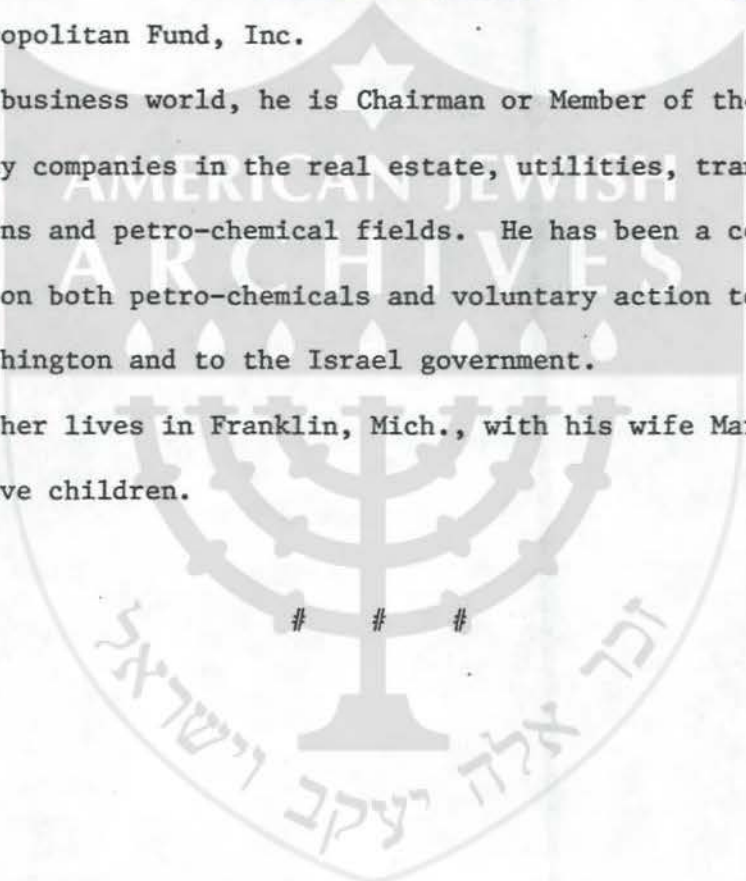 opolitan Fund, Inc.
business world, he is Chairman or Member of th
y companies in the real estate, utilities, tra
ns and petro-chemical fields. He has been a c
on both petro-chemicals and voluntary action t
hington and to the Israel government.
her lives in Franklin, Mich., with his wife Ma
ve children.
# # #
AMERICAN JEWISH
ARCHIVES
זכר אלה יעקב וישראל